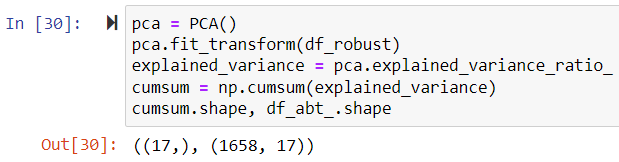 In [30]: pca = PCA()
pca.fit_transform(df_robust)
explained_variance = pca.explained_variance_ratio_
cumsum = np.cumsum(explained_variance)
cumsum.shape, df_abt_.shape
Out[30]: ((17,), (1658, 17))